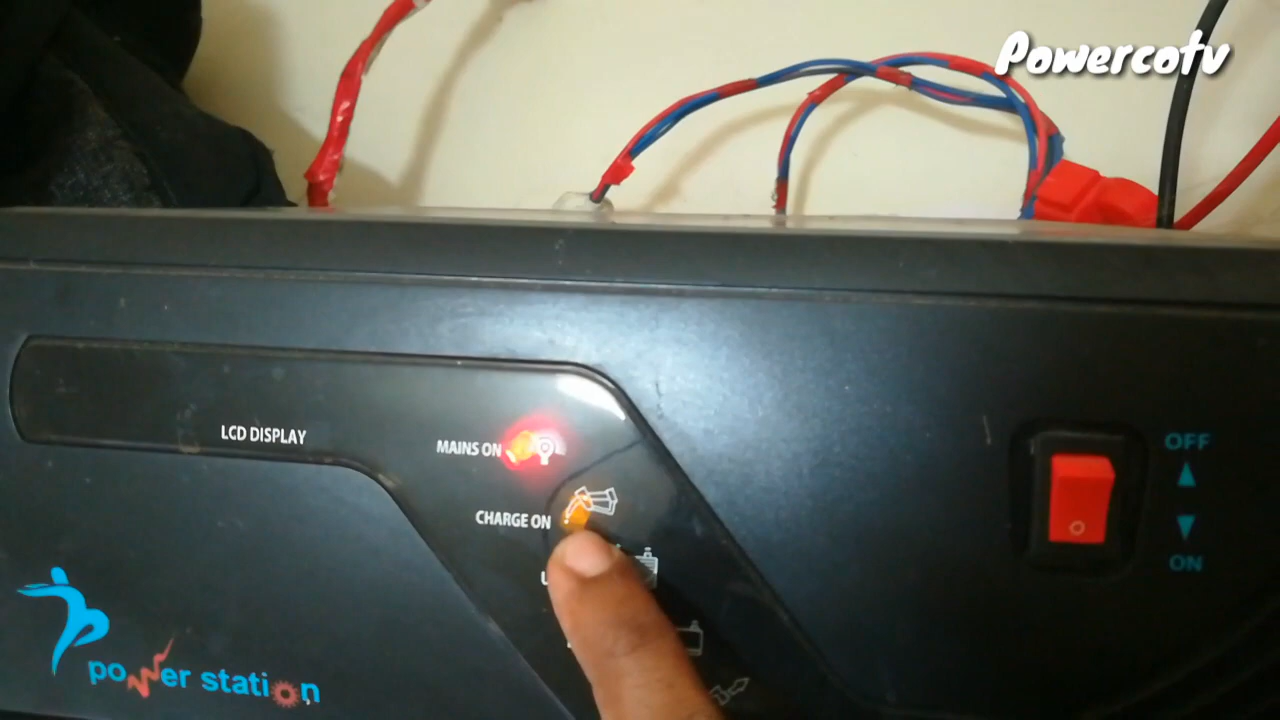 Powercotv
LCD DISPLAY
MAINS ON
CHARGE ON
U
OFF
ON
power station